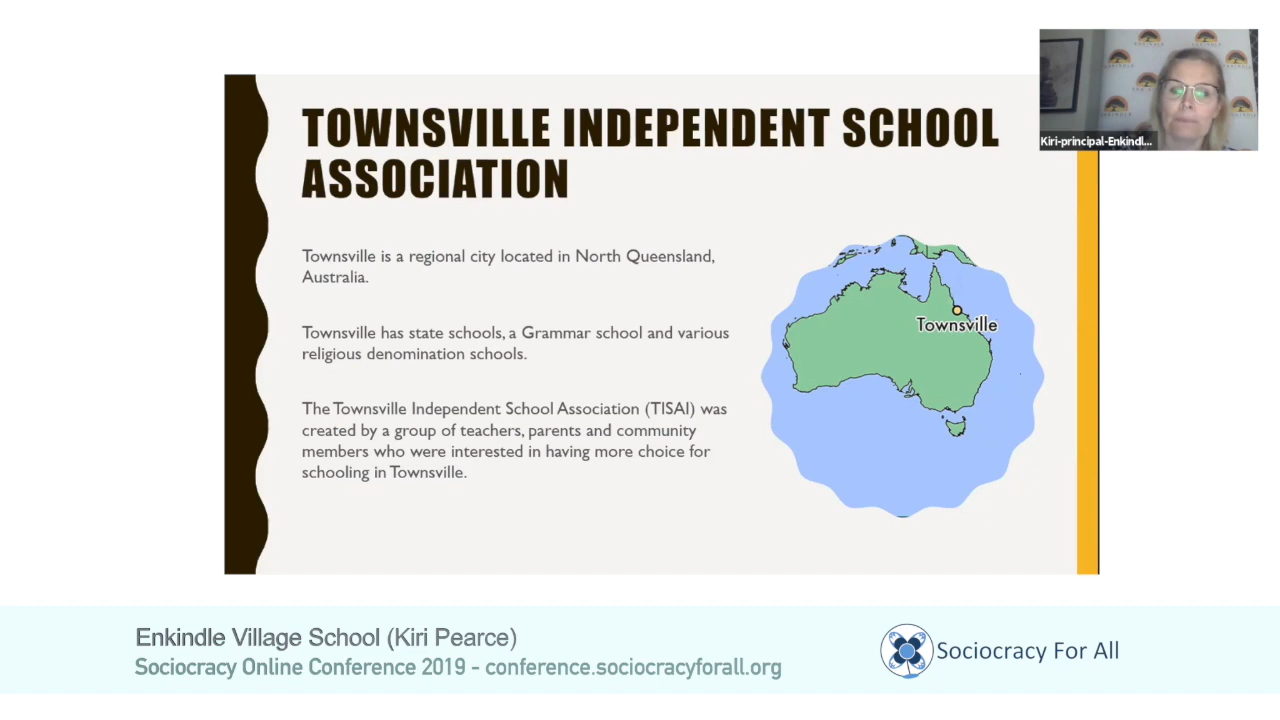 TOWNSVILLE INDEPENDENT SCHOOL
ASSOCIATION
Kiri-principal-Enkindl...
Townsville is a regional city located in North Queensland,
Australia.
Townsville has state schools, a Grammar school and various
religious denomination schools.
The Townsville Independent School Association (TISAI) was
created by a group of teachers, parents and community
members who were interested in having more choice for
schooling in Townsville.
Townsville
Enkindle Village School (Kiri Pearce)
Sociocracy Online Conference 2019 - conference.sociocracyforall.org
Sociocracy For All